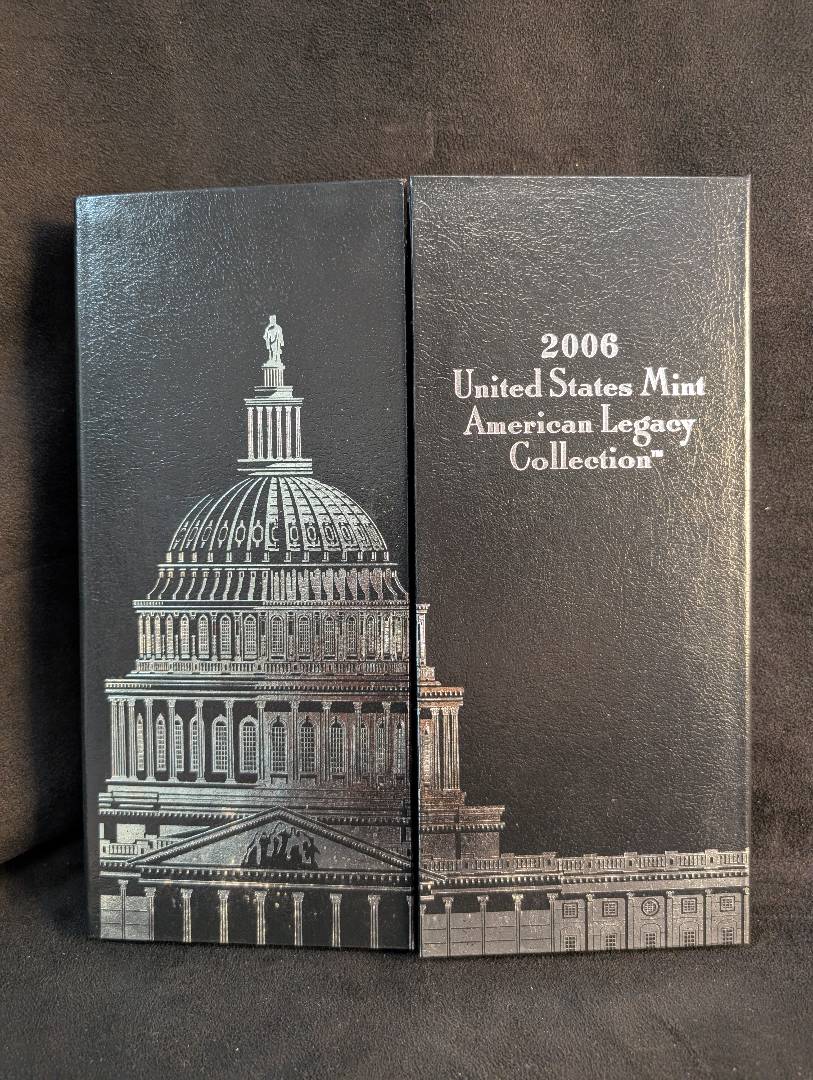 2006
United States Mint
American Legacy
Collection™